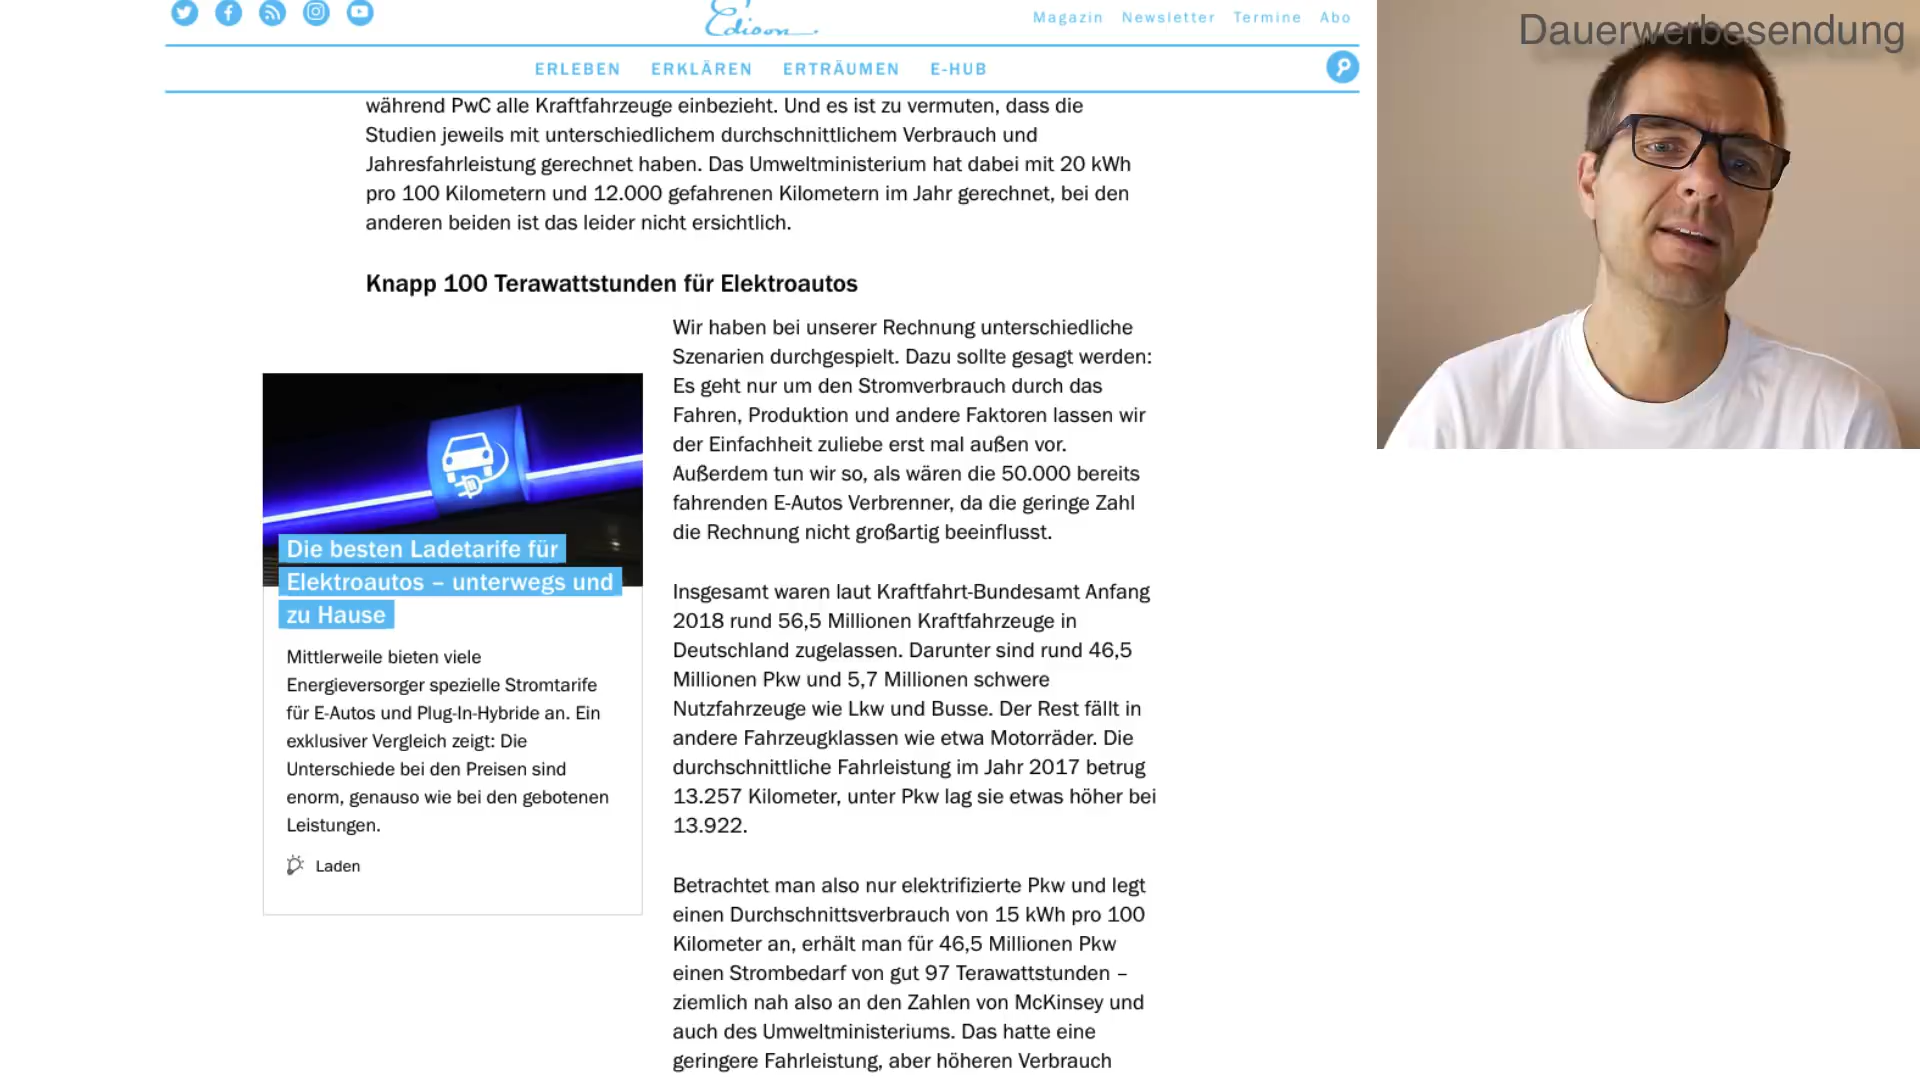 Edison
Magazin Newsletter Termine Abo
Dauerwerbesendung
ERLEBEN ERKLÄREN ERTRÄUMEN E-HUB
während PwC alle Kraftfahrzeuge einbezieht. Und es ist zu vermuten, dass die
Studien jeweils mit unterschiedlichem durchschnittlichem Verbrauch und
Jahresfahrleistung gerechnet haben. Das Umweltministerium hat dabei mit 20 kWh
pro 100 Kilometern und 12.000 gefahrenen Kilometern im Jahr gerechnet, bei den
anderen beiden ist das leider nicht ersichtlich.
Knapp 100 Terawattstunden für Elektroautos
Wir haben bei unserer Rechnung unterschiedliche
Szenarien durchgespielt. Dazu sollte gesagt werden:
Es geht nur um den Stromverbrauch durch das
Fahren, Produktion und andere Faktoren lassen wir
der Einfachheit zuliebe erst mal außen vor.
Außerdem tun wir so, als wären die 50.000 bereits
fahrenden E-Autos Verbrenner, da die geringe Zahl
die Rechnung nicht großartig beeinflusst.
Die besten Ladetarife für
Elektroautos – unterwegs und
zu Hause
Mittlerweile bieten viele
Energieversorger spezielle Stromtarife
für E-Autos und Plug-In-Hybride an. Ein
exklusiver Vergleich zeigt: Die
Unterschiede bei den Preisen sind
enorm, genauso wie bei den gebotenen
Leistungen.
Laden
Insgesamt waren laut Kraftfahrt-Bundesamt Anfang
2018 rund 56,5 Millionen Kraftfahrzeuge in
Deutschland zugelassen. Darunter sind rund 46,5
Millionen Pkw und 5,7 Millionen schwere
Nutzfahrzeuge wie Lkw und Busse. Der Rest fällt in
andere Fahrzeugklassen wie etwa Motorräder. Die
durchschnittliche Fahrleistung im Jahr 2017 betrug
13.257 Kilometer, unter Pkw lag sie etwas höher bei
13.922.
Betrachtet man also nur elektrifizierte Pkw und legt
einen Durchschnittsverbrauch von 15 kWh pro 100
Kilometer an, erhält man für 46,5 Millionen Pkw
einen Strombedarf von gut 97 Terawattstunden –
ziemlich nah also an den Zahlen von McKinsey und
auch des Umweltministeriums. Das hatte eine
geringere Fahrleistung, aber höheren Verbrauch